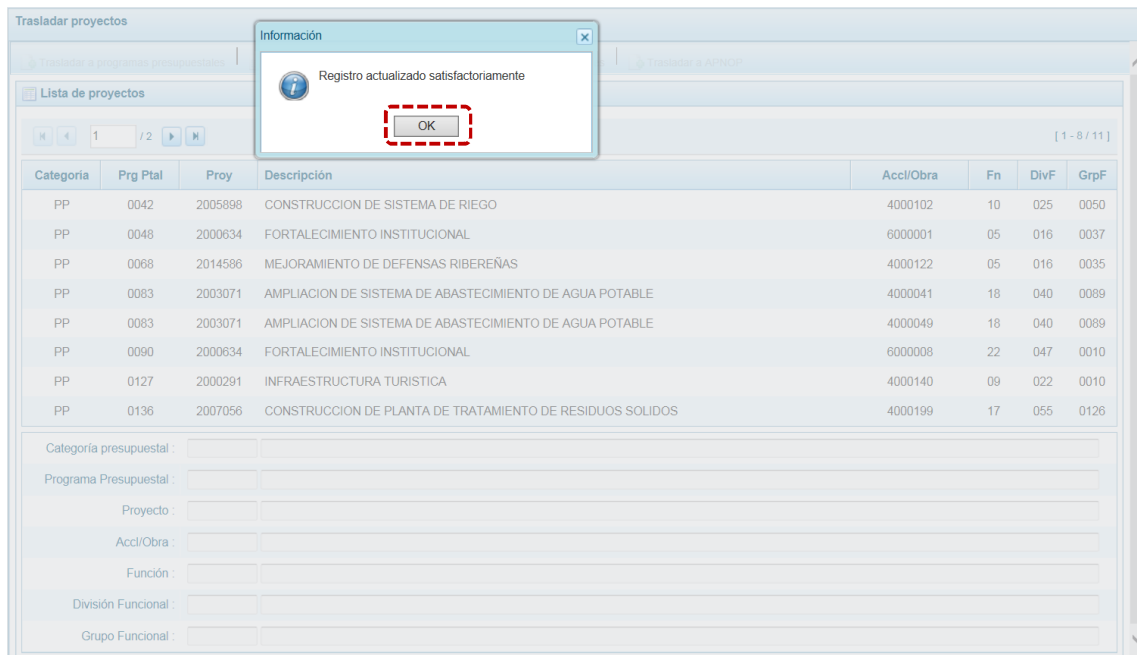 Trasladar proyectos
Información
Trasladar a programas presupuestales
Trasladar a APNOP
Registro actualizado satisfactoriamente
OK
Lista de proyectos
1 / 2
[ 1 - 8 / 11 ]
Categoria Prg Ptal Proy Descripción Accl/Obra Fn DivF GrpF
PP 0042 2005898 CONSTRUCCION DE SISTEMA DE RIEGO 4000102 10 025 0050
PP 0048 2000634 FORTALECIMIENTO INSTITUCIONAL 6000001 05 016 0037
PP 0068 2014586 MEJORAMIENTO DE DEFENSAS RIBEREÑAS 4000122 05 016 0035
PP 0083 2003071 AMPLIACION DE SISTEMA DE ABASTECIMIENTO DE AGUA POTABLE 4000041 18 040 0089
PP 0083 2003071 AMPLIACION DE SISTEMA DE ABASTECIMIENTO DE AGUA POTABLE 4000049 18 040 0089
PP 0090 2000634 FORTALECIMIENTO INSTITUCIONAL 6000008 22 047 0010
PP 0127 2000291 INFRAESTRUCTURA TURISTICA 4000140 09 022 0010
PP 0136 2007056 CONSTRUCCION DE PLANTA DE TRATAMIENTO DE RESIDUOS SOLIDOS 4000199 17 055 0126
Categoría presupuestal :
Programa Presupuestal :
Proyecto :
Accl/Obra :
Función :
División Funcional :
Grupo Funcional :